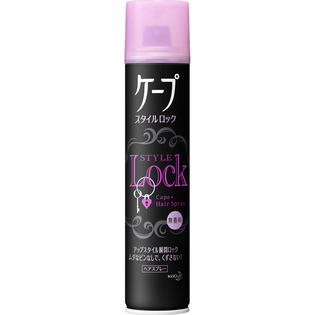 ケープ
スタイルロック
STYLE
Lock
Cape+
Hair Spray
無香料
アップスタイル瞬間ロック
ムダなピンなしで、くずさない!
ヘアスプレー
Kao